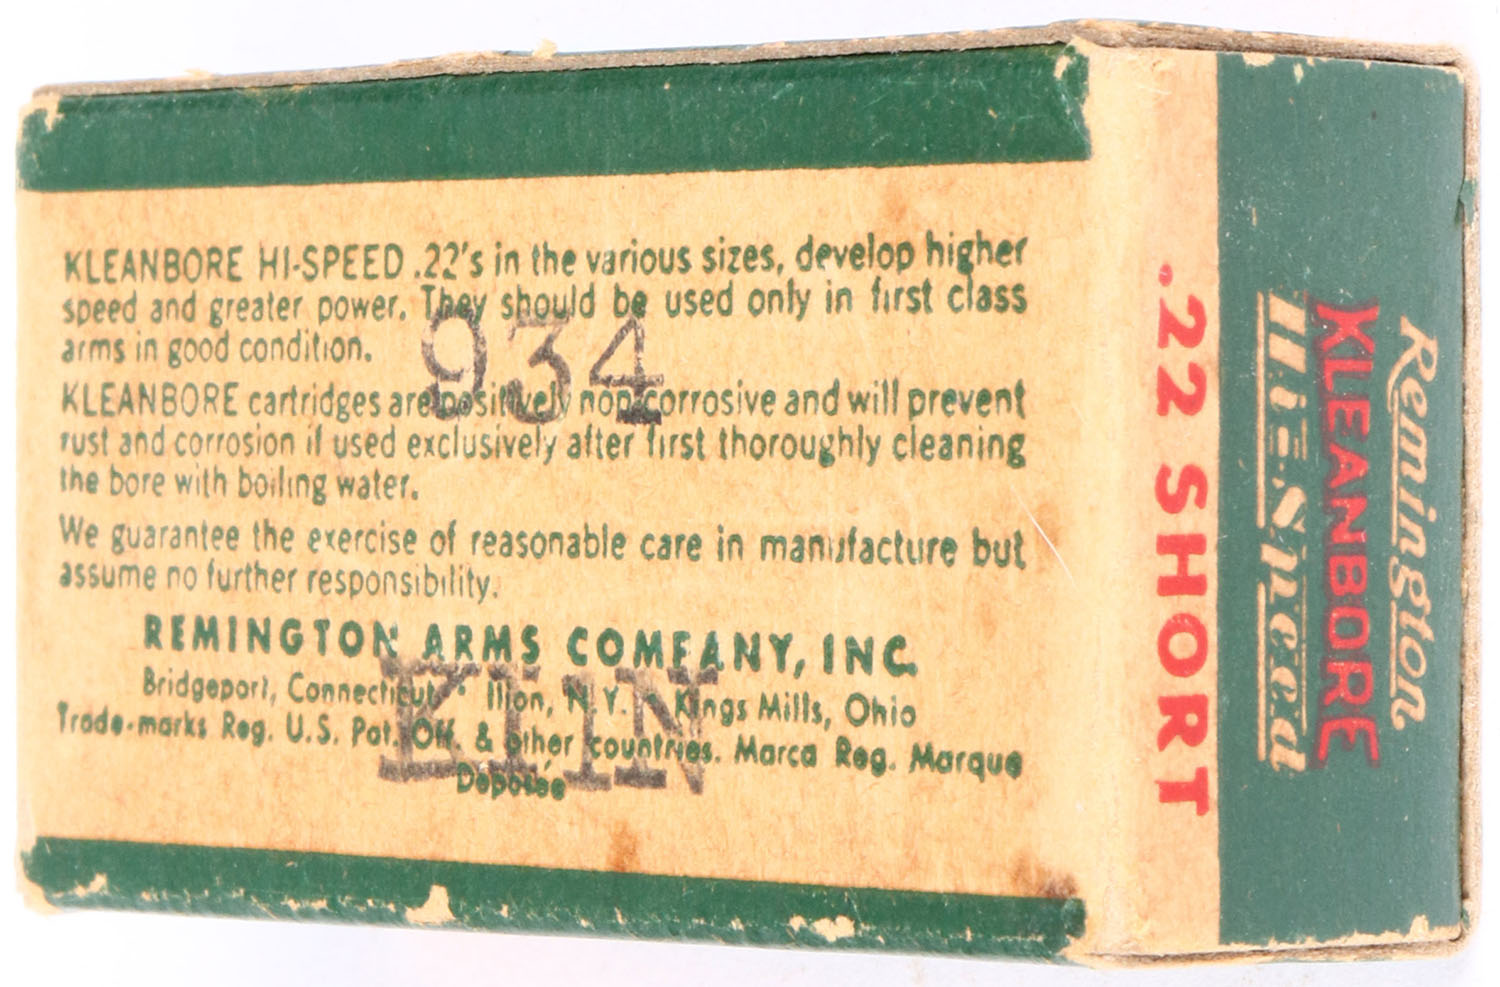 KLEANBORE HI-SPEED .22's in the various sizes, develop higher
speed and greater power. They should be used only in first class
arms in good condition.
KLEANBORE cartridges are positively non-corrosive and will prevent
rust and corrosion if used exclusively after first thoroughly cleaning
the bore with boiling water.
We guarantee the exercise of reasonable care in manufacture but
assume no further responsibility.
REMINGTON ARMS COMPANY, INC.
Bridgeport, Connecticut • Ilion, N.Y. • Kings Mills, Ohio
Trade-marks Reg. U.S. Pat. Off. & other countries. Marca Reg. Marque
Deposée
934
Remington
KLEANBORE
Hi-Speed
.22 SHORT